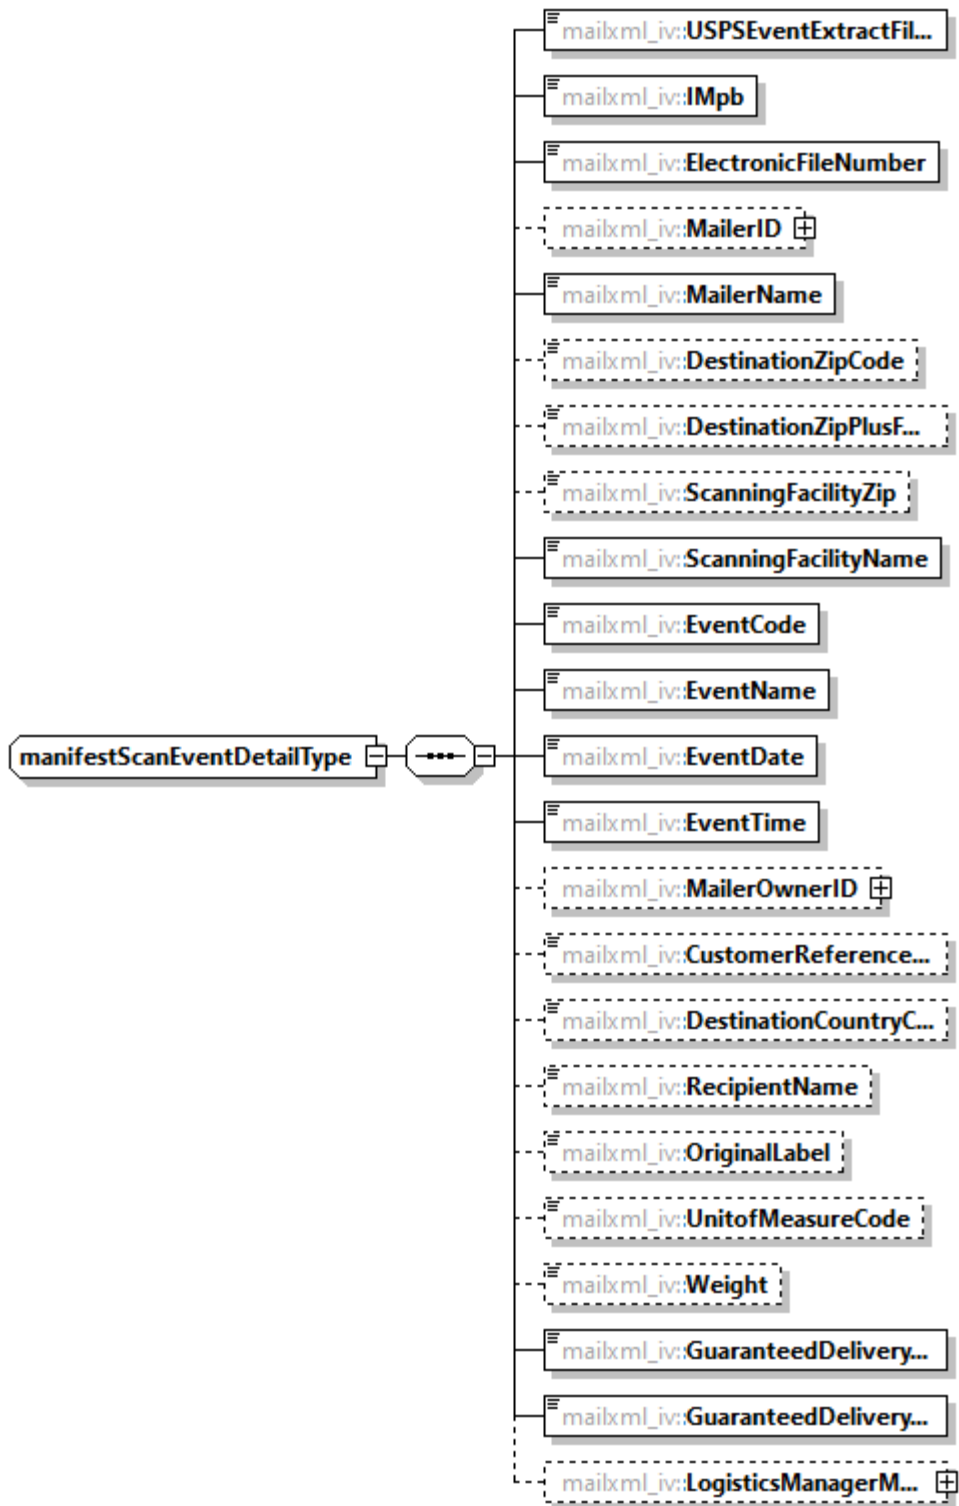 mailxml_iv::USPSEventExtractFil...
mailxml_iv::IMpb
mailxml_iv::ElectronicFileNumber
mailxml_iv::MailerID
mailxml_iv::MailerName
mailxml_iv::DestinationZipCode
mailxml_iv::DestinationZipPlusF...
mailxml_iv::ScanningFacilityZip
mailxml_iv::ScanningFacilityName
mailxml_iv::EventCode
mailxml_iv::EventName
manifestScanEventDetailType
mailxml_iv::EventDate
mailxml_iv::EventTime
mailxml_iv::MailerOwnerID
mailxml_iv::CustomerReference...
mailxml_iv::DestinationCountryC...
mailxml_iv::RecipientName
mailxml_iv::OriginalLabel
mailxml_iv::UnitofMeasureCode
mailxml_iv::Weight
mailxml_iv::GuaranteedDelivery...
mailxml_iv::GuaranteedDelivery...
mailxml_iv::LogisticsManagerM...